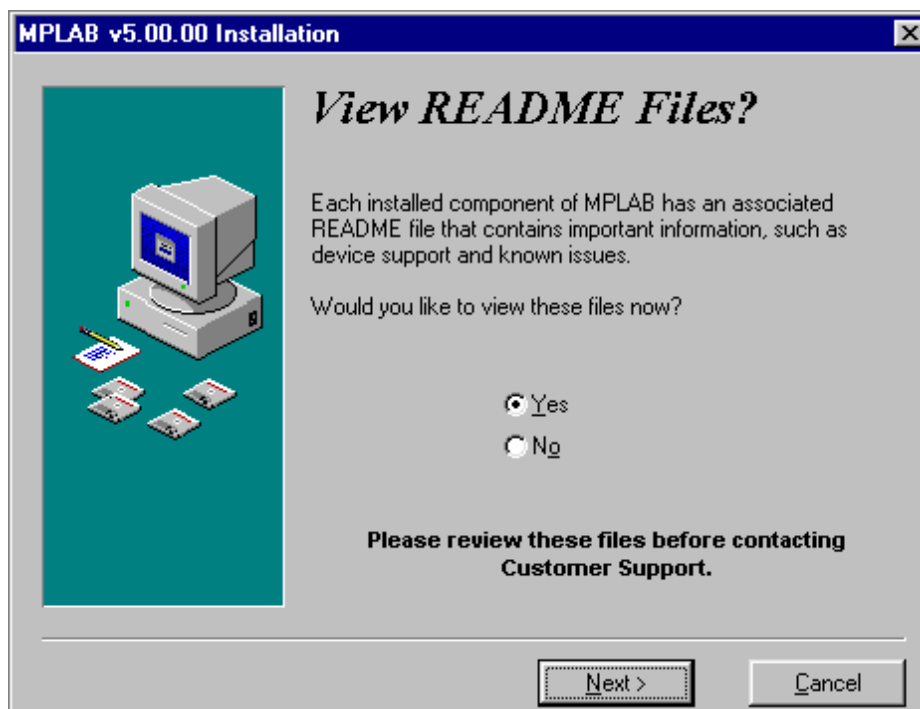 MPLAB v5.00.00 Installation
View README Files?
Each installed component of MPLAB has an associated
README file that contains important information, such as
device support and known issues.
Would you like to view these files now?
Yes
No
Please review these files before contacting
Customer Support.
Next >
Cancel